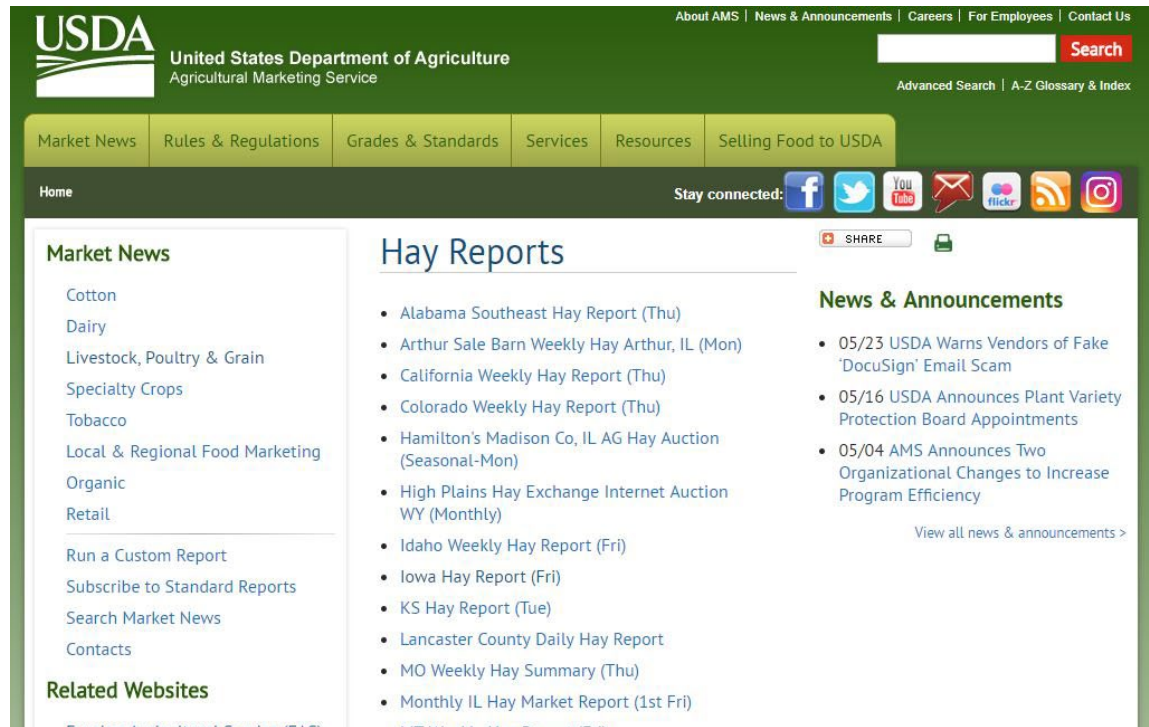 About AMS | News & Announcements | Careers | For Employees | Contact Us
USDA
United States Department of Agriculture
Agricultural Marketing Service
Search
Advanced Search | A-Z Glossary & Index
Market News
Rules & Regulations
Grades & Standards
Services
Resources
Selling Food to USDA
Home
Stay connected:
f
You
Tube
flickr
Market News
Cotton
Dairy
Livestock, Poultry & Grain
Specialty Crops
Tobacco
Local & Regional Food Marketing
Organic
Retail
Run a Custom Report
Subscribe to Standard Reports
Search Market News
Contacts
Related Websites
Hay Reports
Alabama Southeast Hay Report (Thu)
Arthur Sale Barn Weekly Hay Arthur, IL (Mon)
California Weekly Hay Report (Thu)
Colorado Weekly Hay Report (Thu)
Hamilton's Madison Co, IL AG Hay Auction
(Seasonal-Mon)
High Plains Hay Exchange Internet Auction
WY (Monthly)
Idaho Weekly Hay Report (Fri)
Iowa Hay Report (Fri)
KS Hay Report (Tue)
Lancaster County Daily Hay Report
MO Weekly Hay Summary (Thu)
Monthly IL Hay Market Report (1st Fri)
SHARE
News & Announcements
05/23 USDA Warns Vendors of Fake
‘DocuSign’ Email Scam
05/16 USDA Announces Plant Variety
Protection Board Appointments
05/04 AMS Announces Two
Organizational Changes to Increase
Program Efficiency
View all news & announcements >